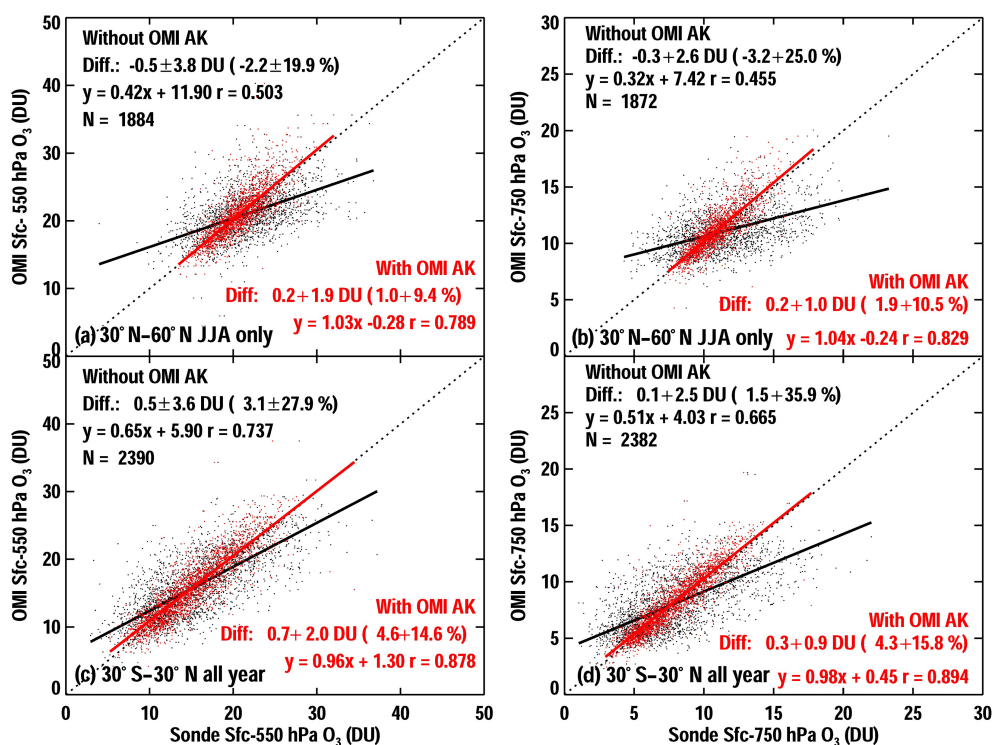 50
40
30
20
10
0
OMI Sfc- 550 hPa O3 (DU)
Without OMI AK
Diff.: -0.5±3.8 DU ( -2.2±19.9 %)
y = 0.42x + 11.90 r = 0.503
N = 1884
With OMI AK
Diff: 0.2+1.9 DU ( 1.0+9.4 %)
y = 1.03x -0.28 r = 0.789
(a) 30° N–60° N JJA only
30
25
20
15
10
5
0
OMI Sfc-750 hPa O3 (DU)
Without OMI AK
Diff.: -0.3+2.6 DU ( -3.2+25.0 %)
y = 0.32x + 7.42 r = 0.455
N = 1872
With OMI AK
Diff: 0.2+1.0 DU ( 1.9+10.5 %)
(b) 30° N–60° N JJA only
y = 1.04x -0.24 r = 0.829
40
30
20
10
0
OMI Sfc-550 hPa O3 (DU)
Without OMI AK
Diff.: 0.5±3.6 DU ( 3.1±27.9 %)
y = 0.65x + 5.90 r = 0.737
N = 2390
With OMI AK
Diff: 0.7+ 2.0 DU ( 4.6+14.6 %)
y = 0.96x + 1.30 r = 0.878
(c) 30° S–30° N all year
0 10 20 30 40 50
Sonde Sfc-550 hPa O3 (DU)
25
20
15
10
5
0
OMI Sfc-750 hPa O3 (DU)
Without OMI AK
Diff.: 0.1+2.5 DU ( 1.5+35.9 %)
y = 0.51x + 4.03 r = 0.665
N = 2382
With OMI AK
Diff: 0.3+0.9 DU ( 4.3+15.8 %)
(d) 30° S–30° N all year
y = 0.98x + 0.45 r = 0.894
0 5 10 15 20 25 30
Sonde Sfc-750 hPa O3 (DU)